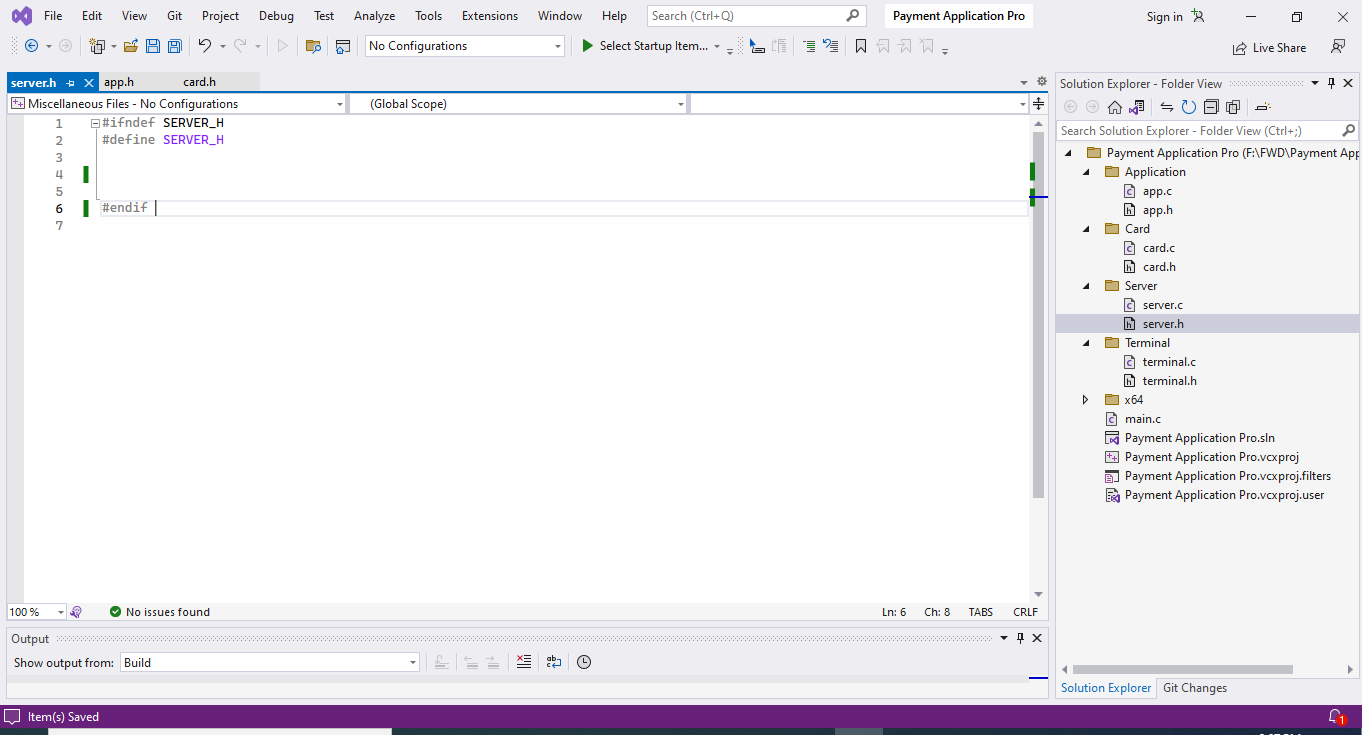 File Edit View Git Project Debug Test Analyze Tools Extensions Window Help Search (Ctrl+Q) Payment Application Pro Sign in
No Configurations Select Startup Item... Live Share
server.h app.h card.h
Miscellaneous Files - No Configurations (Global Scope)
1 #ifndef SERVER_H
2 #define SERVER_H
3
4
5
6 #endif
7
100 % No issues found Ln: 6 Ch: 8 TABS CRLF
Output
Show output from: Build
Solution Explorer - Folder View
Search Solution Explorer - Folder View (Ctrl+;)
Payment Application Pro (F:\FWD\Payment App
Application
app.c
app.h
Card
card.c
card.h
Server
server.c
server.h
Terminal
terminal.c
terminal.h
x64
main.c
Payment Application Pro.sln
Payment Application Pro.vcxproj
Payment Application Pro.vcxproj.filters
Payment Application Pro.vcxproj.user
Solution Explorer Git Changes
Item(s) Saved 1